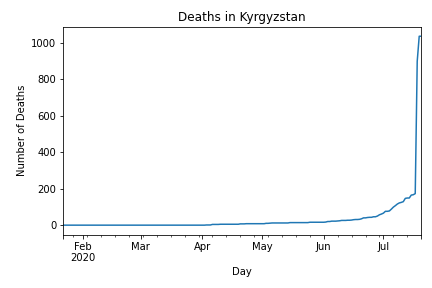 Deaths in Kyrgyzstan
Number of Deaths
1000
800
600
400
200
0
Feb
2020
Mar
Apr
May
Jun
Jul
Day